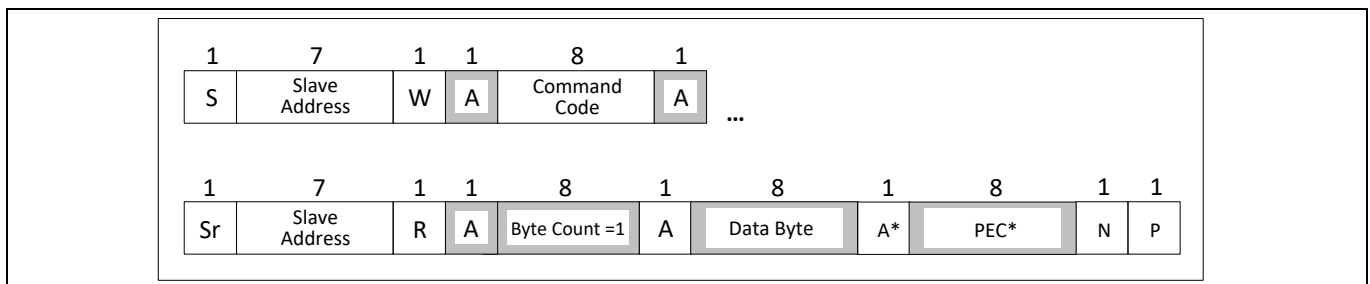 1 7 1 1 8 1
S Slave Address W A Command Code A ...
1 7 1 1 8 1 8 1 8 1 1
Sr Slave Address R A Byte Count =1 A Data Byte A* PEC* N P